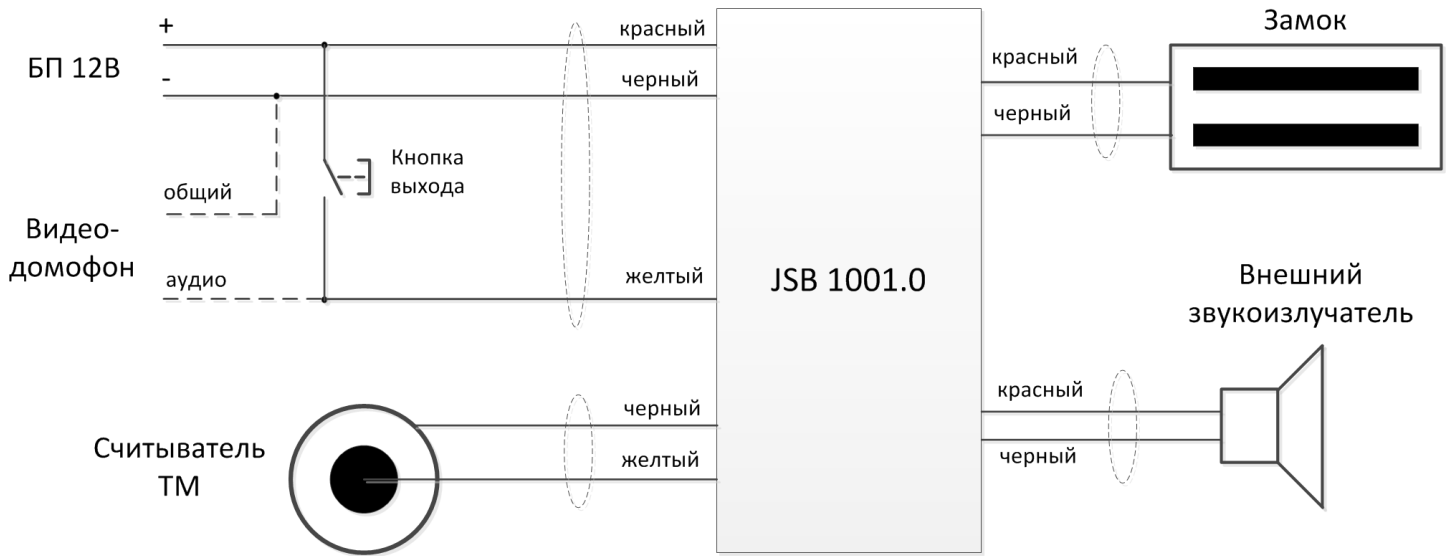 +
БП 12В
-
красный
черный
Кнопка
выхода
общий
Видео-
домофон
аудио
желтый
Считыватель
ТМ
черный
желтый
JSB 1001.0
Замок
красный
черный
Внешний
звукоизлучатель
красный
черный